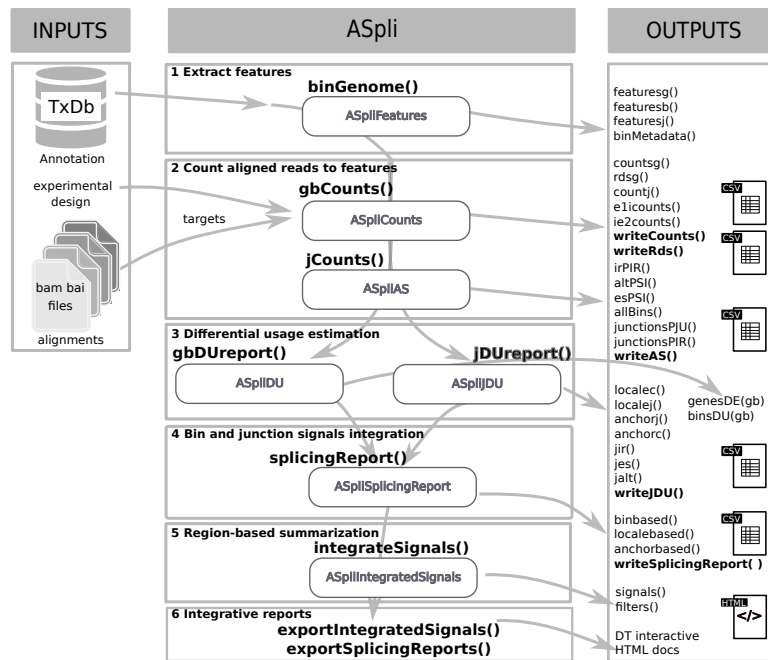 INPUTS
ASpli
OUTPUTS
TxDb
Annotation
experimental
design
targets
bam bai
files
alignments
1 Extract features
binGenome()
ASpliFeatures
2 Count aligned reads to features
gbCounts()
ASpliCounts
jCounts()
ASpliAS
3 Differential usage estimation
gbDUreport()
jDUreport()
ASpliDU
ASpliJDU
4 Bin and junction signals integration
splicingReport()
ASpliSplicingReport
5 Region-based summarization
integrateSignals()
ASpliIntegratedSignals
6 Integrative reports
exportIntegratedSignals()
exportSplicingReports()
featuresg()
featuresb()
featuresj()
binMetadata()
countsg()
rdsg()
countj()
e1icounts()
ie2counts()
writeCounts()
writeRds()
CSV
CSV
irPIR()
altPSI()
esPSI()
allBins()
junctionsPJU()
junctionsPIR()
writeAS()
CSV
localec()
localej()
anchorj()
anchorc()
jir()
jes()
jalt()
writeJDU()
genesDE(gb)
binsDU(gb)
CSV
binbased()
localebased()
anchorbased()
writeSplicingReport( )
CSV
signals()
filters()
HTML
</>
DT interactive
HTML docs